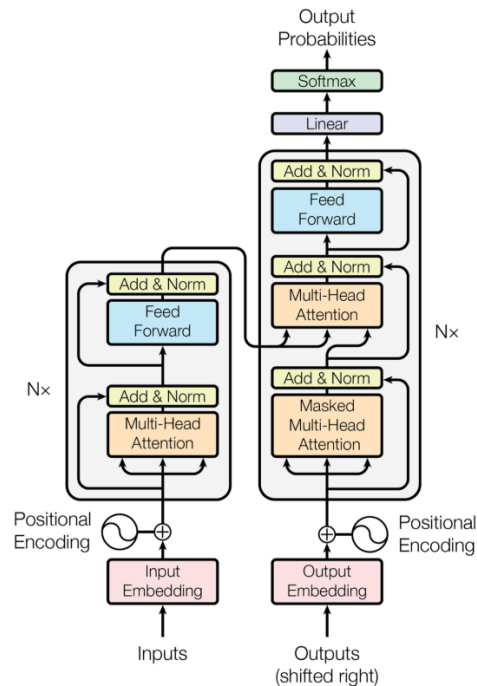 Output
Probabilities
Softmax
Linear
Add & Norm
Feed
Forward
Add & Norm
Multi-Head
Attention
Nx
Add & Norm
Masked
Multi-Head
Attention
Positional
Encoding
Output
Embedding
Outputs
(shifted right)
Add & Norm
Feed
Forward
Nx
Add & Norm
Multi-Head
Attention
Positional
Encoding
Input
Embedding
Inputs